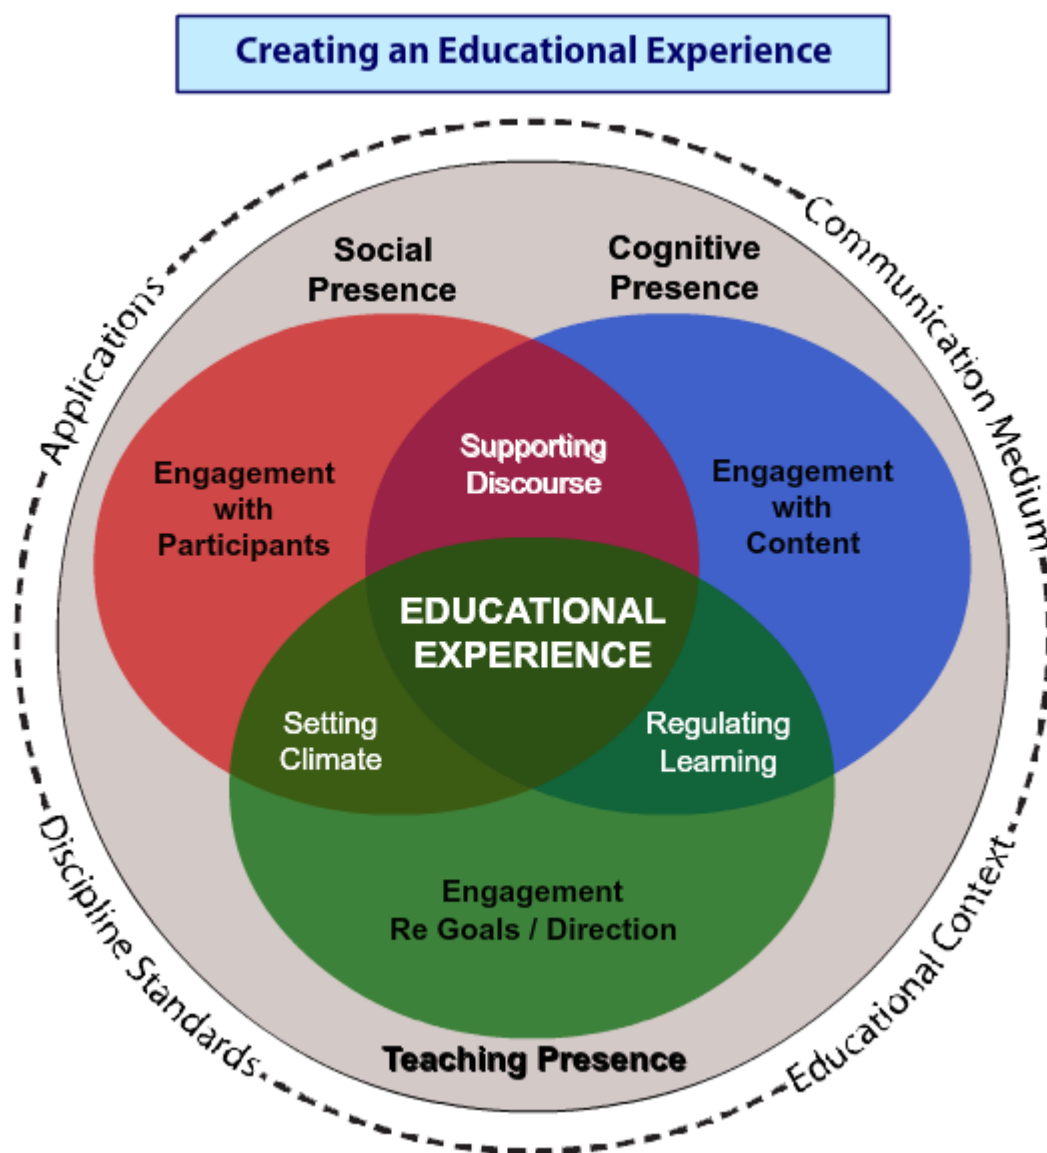 Creating an Educational Experience
Applications
Communication Medium
Social
Presence
Cognitive
Presence
Engagement
with
Participants
Supporting
Discourse
Engagement
with
Content
EDUCATIONAL
EXPERIENCE
Setting
Climate
Regulating
Learning
Engagement
Re Goals / Direction
Teaching Presence
Discipline Standards
Educational Context